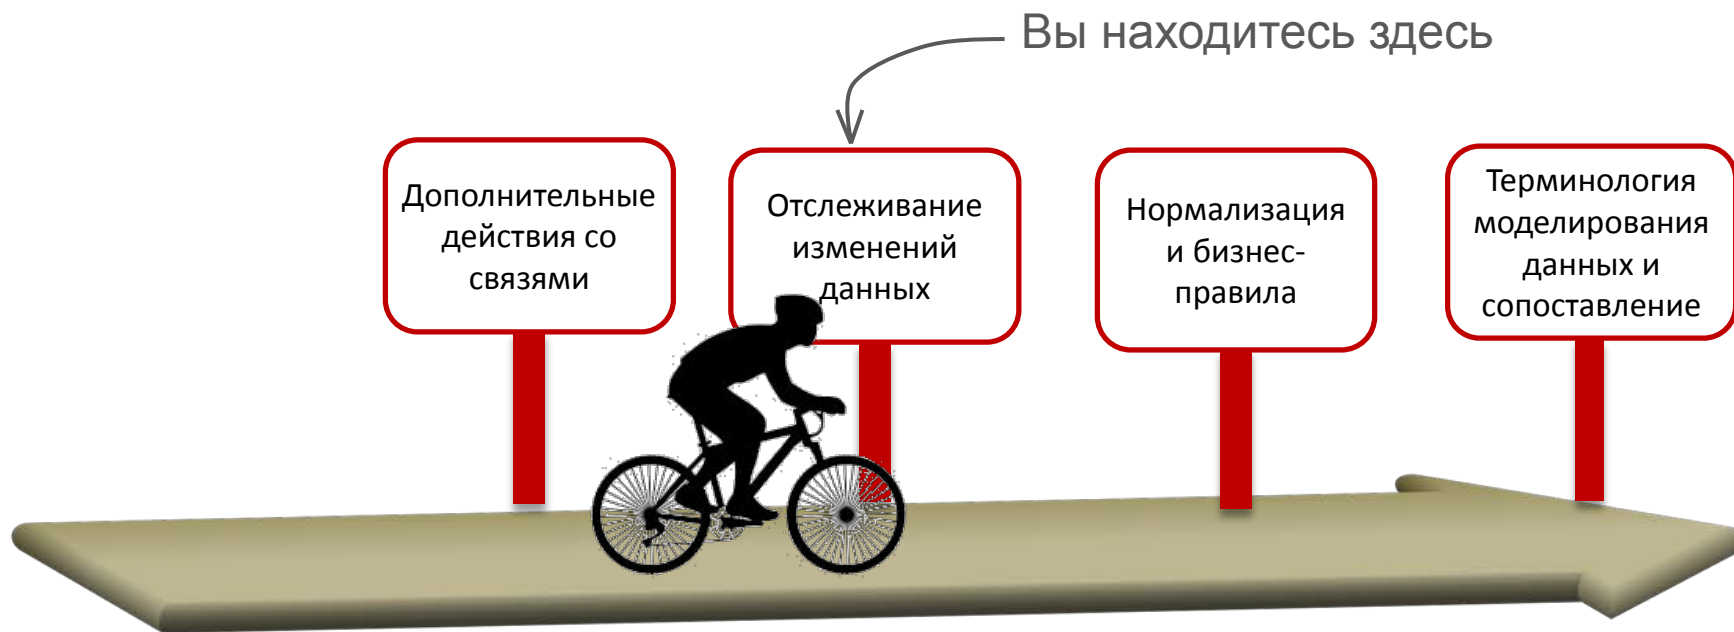 Вы находитесь здесь
Дополнительные
действия со
связями
Отслеживание
изменений
данных
Нормализация
и бизнес-
правила
Терминология
моделирования
данных и
сопоставление